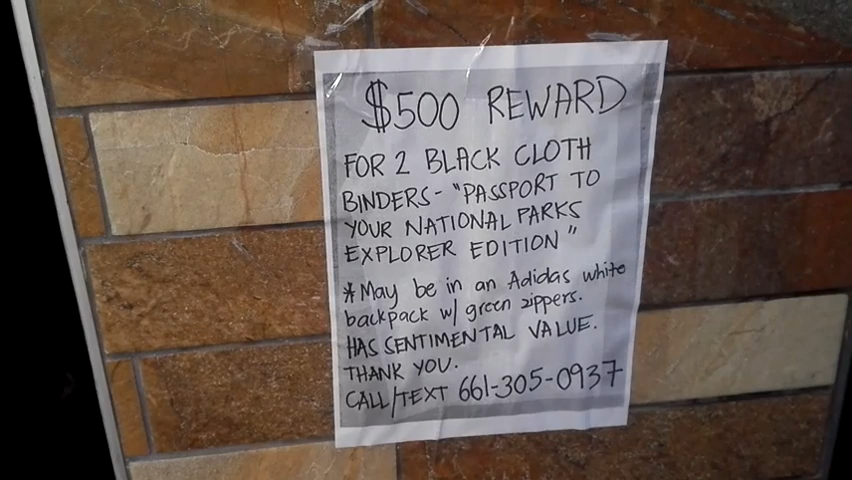 $500 REWARD
FOR 2 BLACK CLOTH
BINDERS- "PASSPORT TO
YOUR NATIONAL PARKS
EXPLORER EDITION"
*May be in an Adidas white
backpack w/ green zippers.
HAS SENTIMENTAL VALUE.
THANK YOU.
CALL/TEXT 661-305-0937